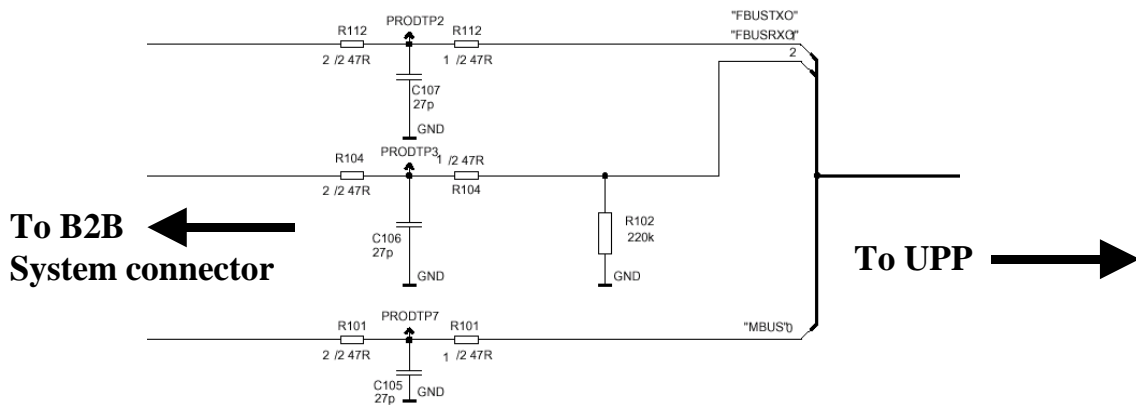 "FBUSTXO"
PRODTP2
R112
R112
"FBUSRXO"
1
2
2 /2 47R
1 /2 47R
C107
27p
GND
PRODTP3
R104
1 /2 47R
2 /2 47R
R104
To B2B
System connector
R102
220k
C106
27p
To UPP
GND
GND
PRODTP7
R101
R101
"MBUS"
0
2 /2 47R
1 /2 47R
C105
27p
GND